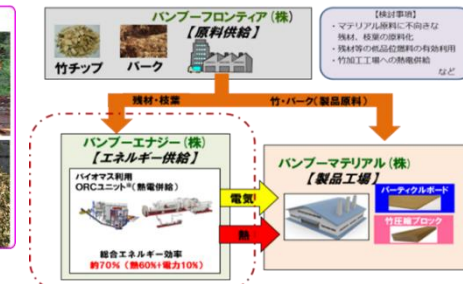 バンブーフロンティア(株)
【原料供給】
竹チップ
バーク
【検討事項】
・マテリアル原料に不向きな
残材、枝葉の原料化
・残材等の低品位燃料の有効利用
・竹加工工場への熱電供給
など
残材・枝葉
竹・バーク(製品原料)
バンブーエナジー(株)
【エネルギー供給】
バイオマス利用
ORCユニット®(熱電併給)
総合エネルギー効率
約70%(熱60%+電力10%)
電気
熱
バンブーマテリアル(株)
【製品工場】
パーティクルボード
竹圧縮ブロック